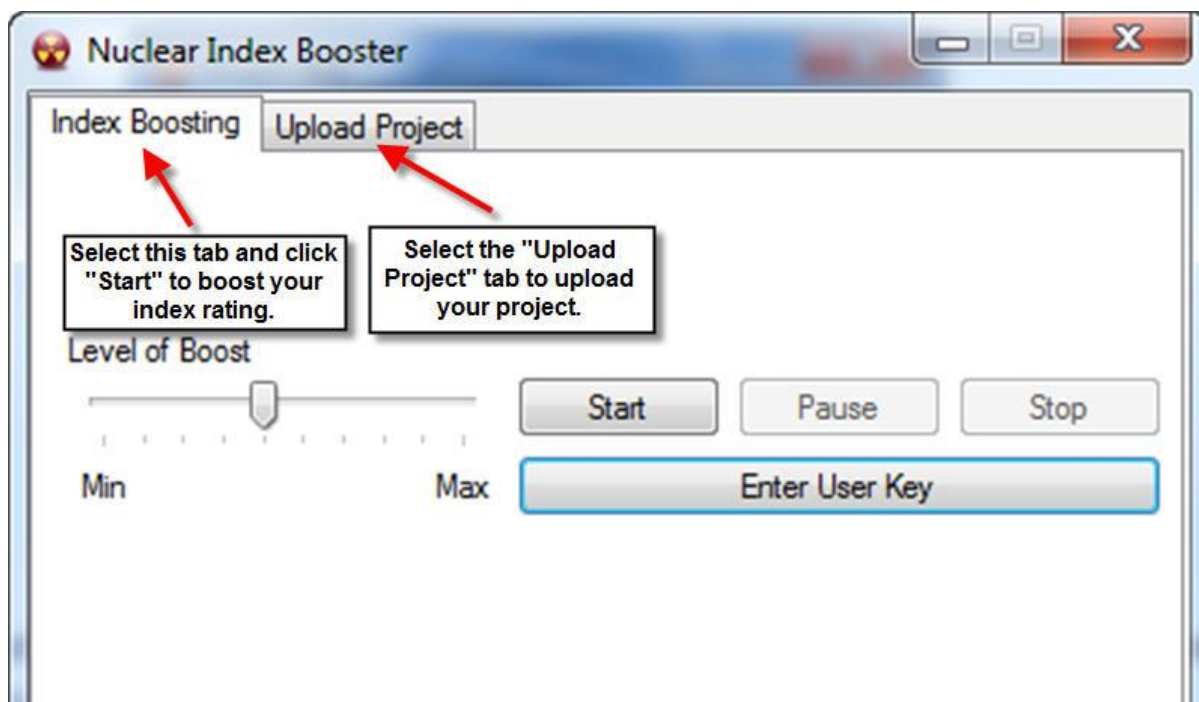 Nuclear Index Booster
Index Boosting
Upload Project
Select this tab and click
"Start" to boost your
index rating.
Select the "Upload
Project" tab to upload
your project.
Level of Boost
Start
Pause
Stop
Min
Max
Enter User Key